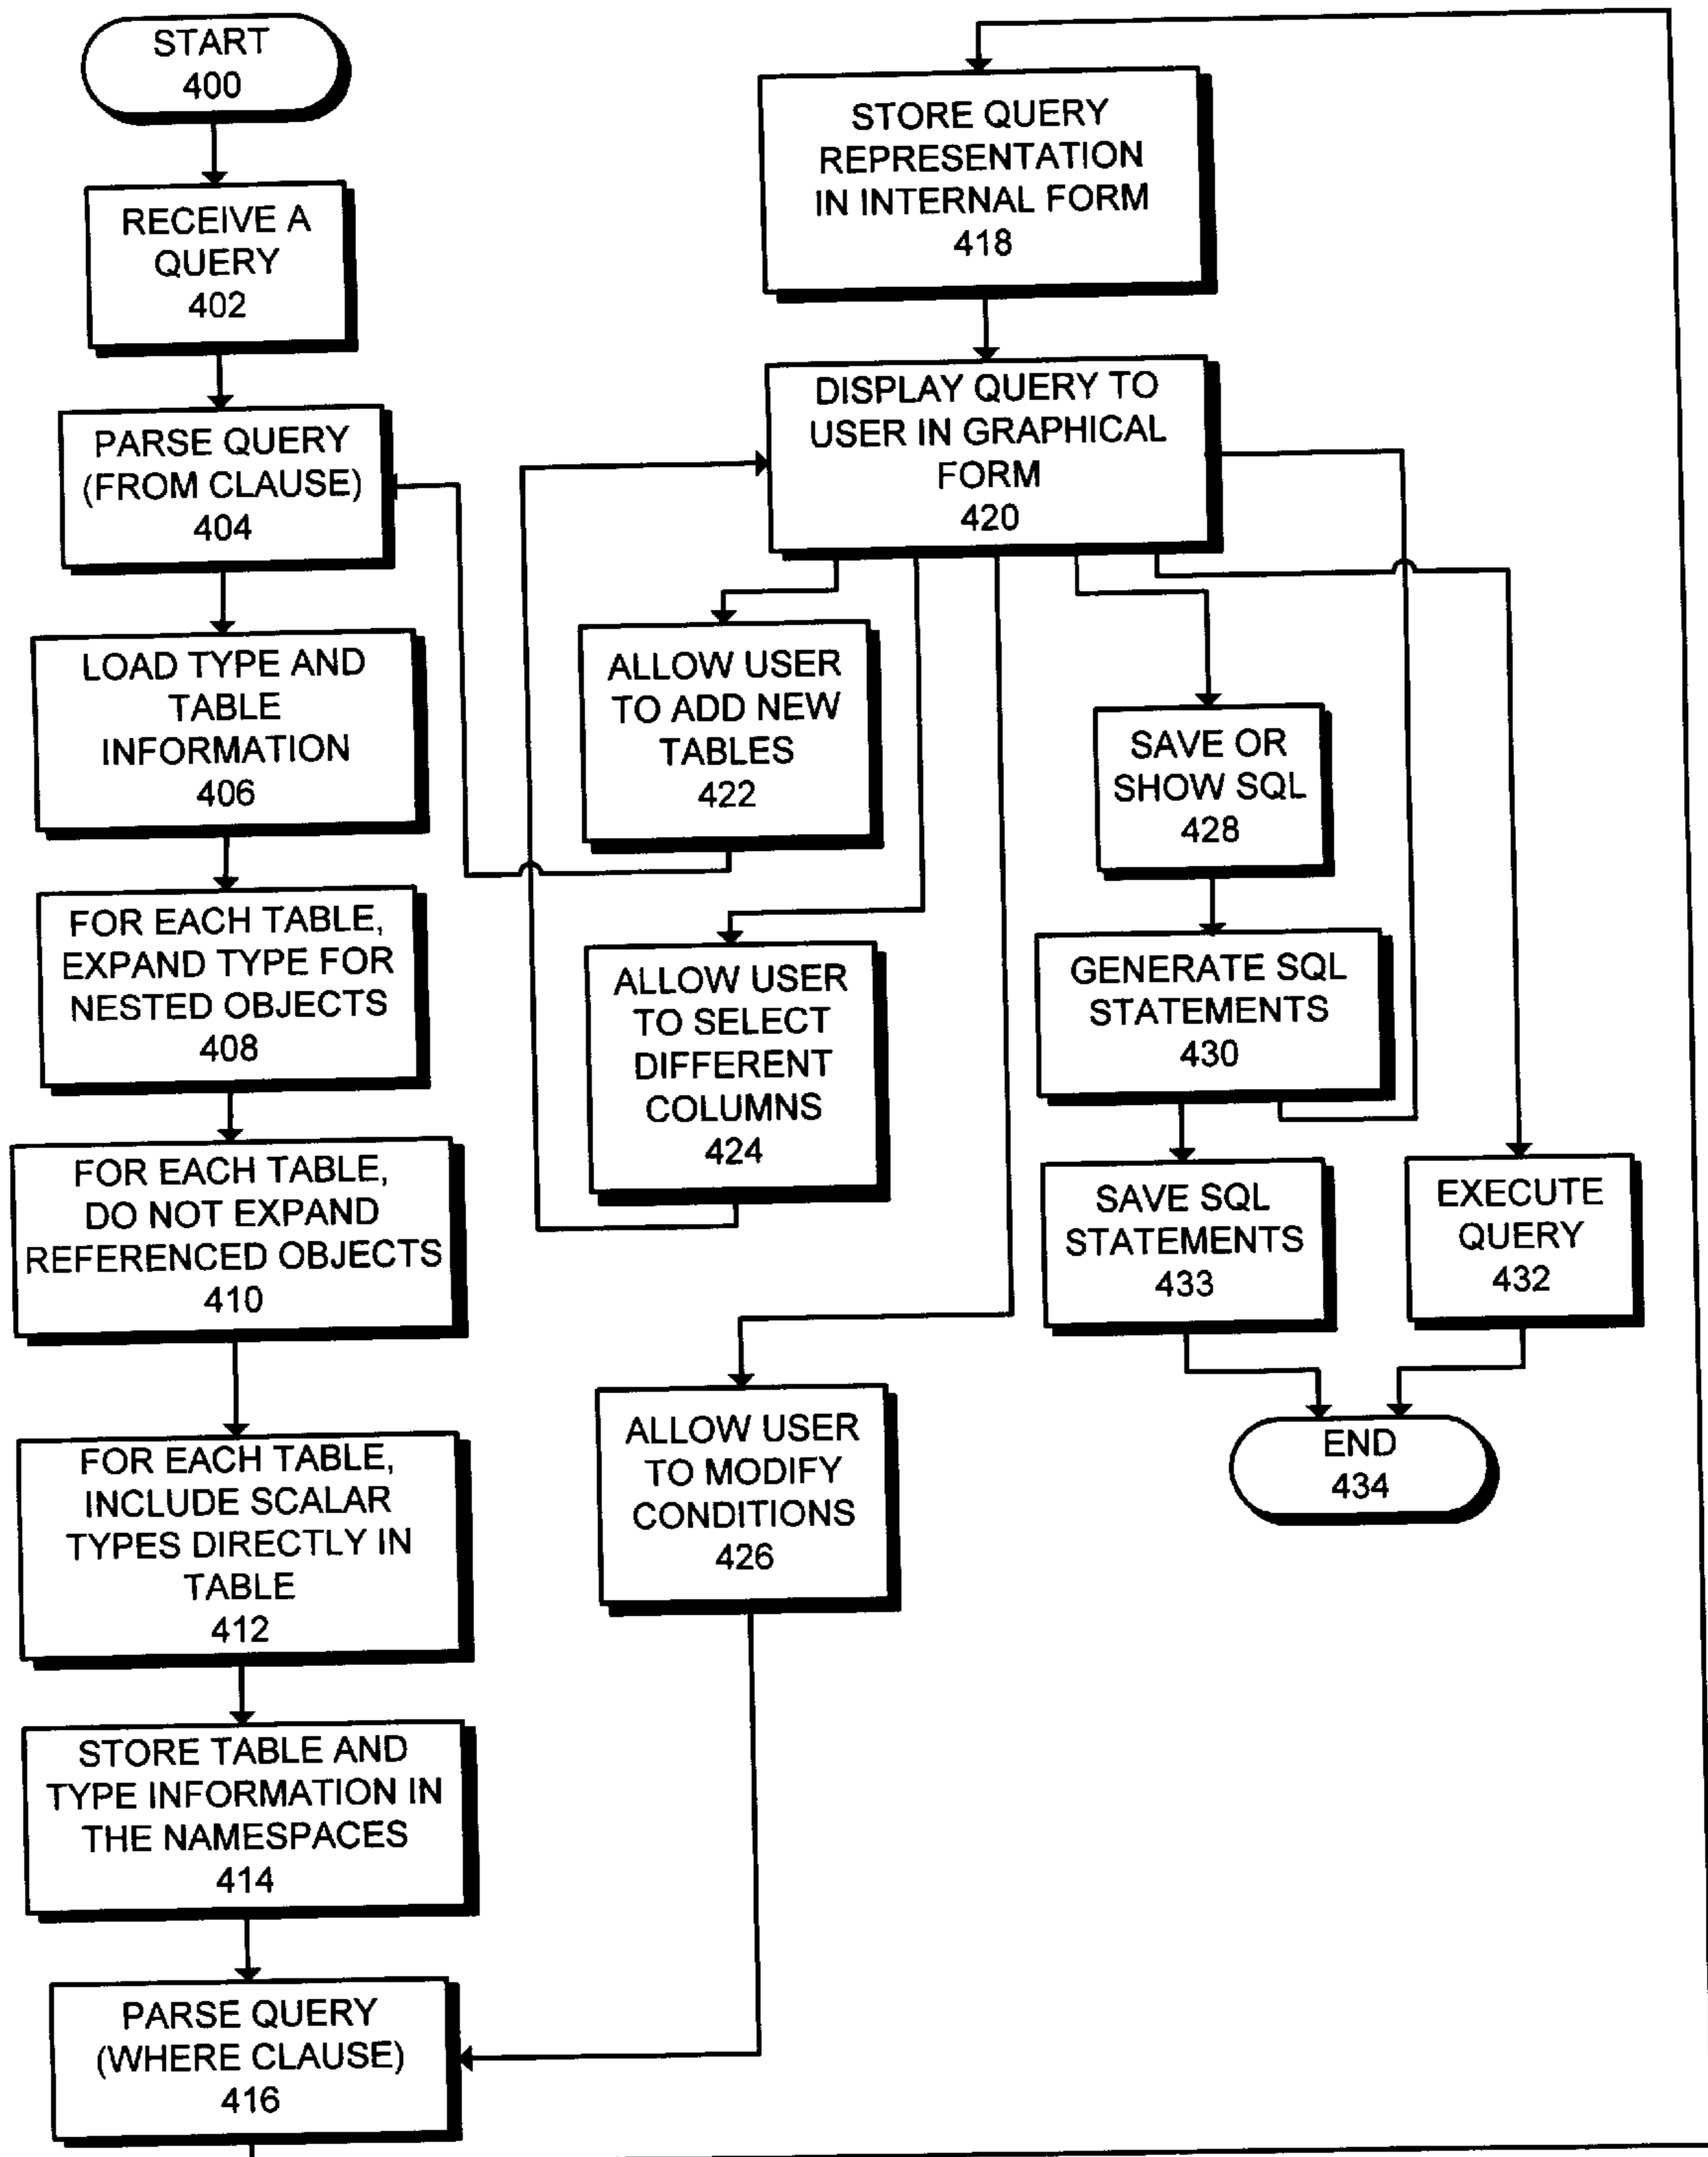 START
400
RECEIVE A
QUERY
402
PARSE QUERY
(FROM CLAUSE)
404
LOAD TYPE AND
TABLE
INFORMATION
406
FOR EACH TABLE,
EXPAND TYPE FOR
NESTED OBJECTS
408
FOR EACH TABLE,
DO NOT EXPAND
REFERENCED OBJECTS
410
FOR EACH TABLE,
INCLUDE SCALAR
TYPES DIRECTLY IN
TABLE
412
STORE TABLE AND
TYPE INFORMATION IN
THE NAMESPACES
414
PARSE QUERY
(WHERE CLAUSE)
416
STORE QUERY
REPRESENTATION
IN INTERNAL FORM
418
DISPLAY QUERY TO
USER IN GRAPHICAL
FORM
420
ALLOW USER
TO ADD NEW
TABLES
422
ALLOW USER
TO SELECT
DIFFERENT
COLUMNS
424
ALLOW USER
TO MODIFY
CONDITIONS
426
SAVE OR
SHOW SQL
428
GENERATE SQL
STATEMENTS
430
SAVE SQL
STATEMENTS
433
EXECUTE
QUERY
432
END
434